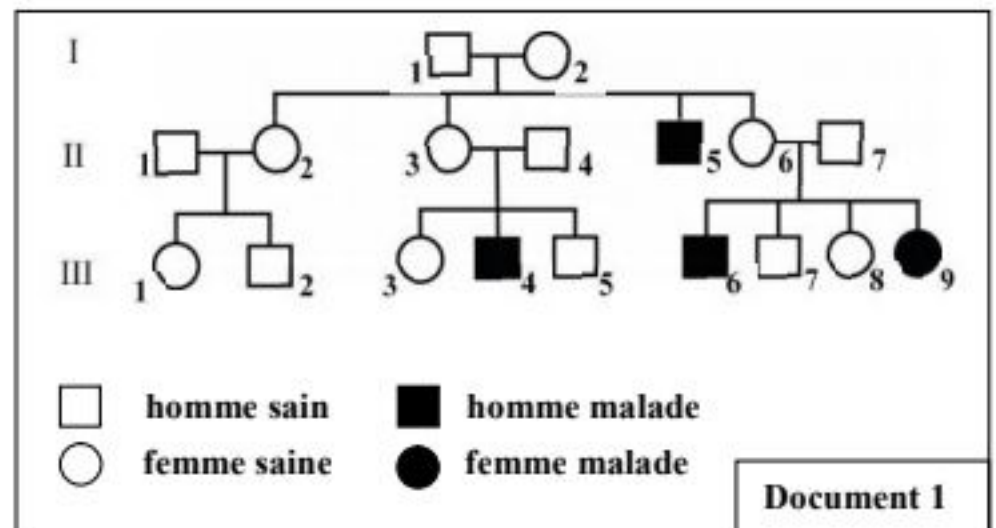 I
1 2
II
1 2 3 4 5 6 7
III
1 2 3 4 5 6 7 8 9
homme sain homme malade
femme saine femme malade
Document 1